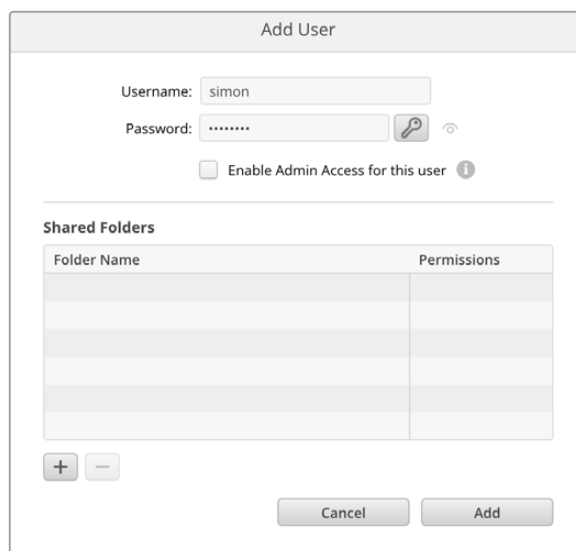 Add User
Username: simon
Password: ••••••••
Enable Admin Access for this user
Shared Folders
Folder Name Permissions
Cancel Add